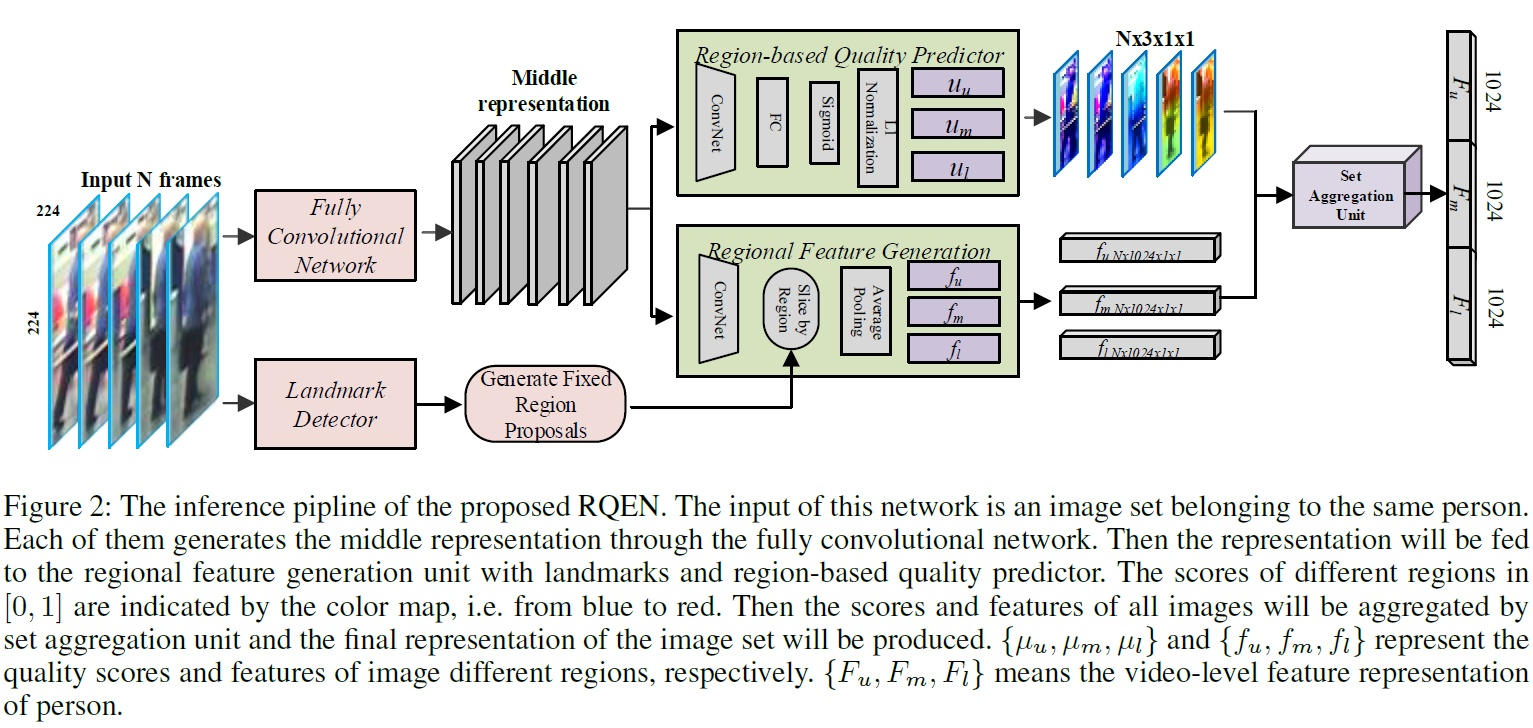 Input N frames
224
224
Fully
Convolutional
Network
Landmark
Detector
Middle
representation
Generate Fixed
Region
Proposals
Region-based Quality Predictor
ConvNet
FC
Sigmoid
L1
Normalization
u_u
u_m
u_l
Regional Feature Generation
ConvNet
Slice by
Region
Average
Pooling
f_u
f_m
f_l
Nx3x1x1
f_u Nx1024x1x1
f_m Nx1024x1x1
f_l Nx1024x1x1
Set
Aggregation
Unit
F_u
F_m
F_l
1024
1024
1024
Figure 2: The inference pipline of the proposed RQEN. The input of this network is an image set belonging to the same person.
Each of them generates the middle representation through the fully convolutional network. Then the representation will be fed
to the regional feature generation unit with landmarks and region-based quality predictor. The scores of different regions in
[0, 1] are indicated by the color map, i.e. from blue to red. Then the scores and features of all images will be aggregated by
set aggregation unit and the final representation of the image set will be produced. {μ_u, μ_m, μ_l} and {f_u, f_m, f_l} represent the
quality scores and features of image different regions, respectively. {F_u, F_m, F_l} means the video-level feature representation
of person.